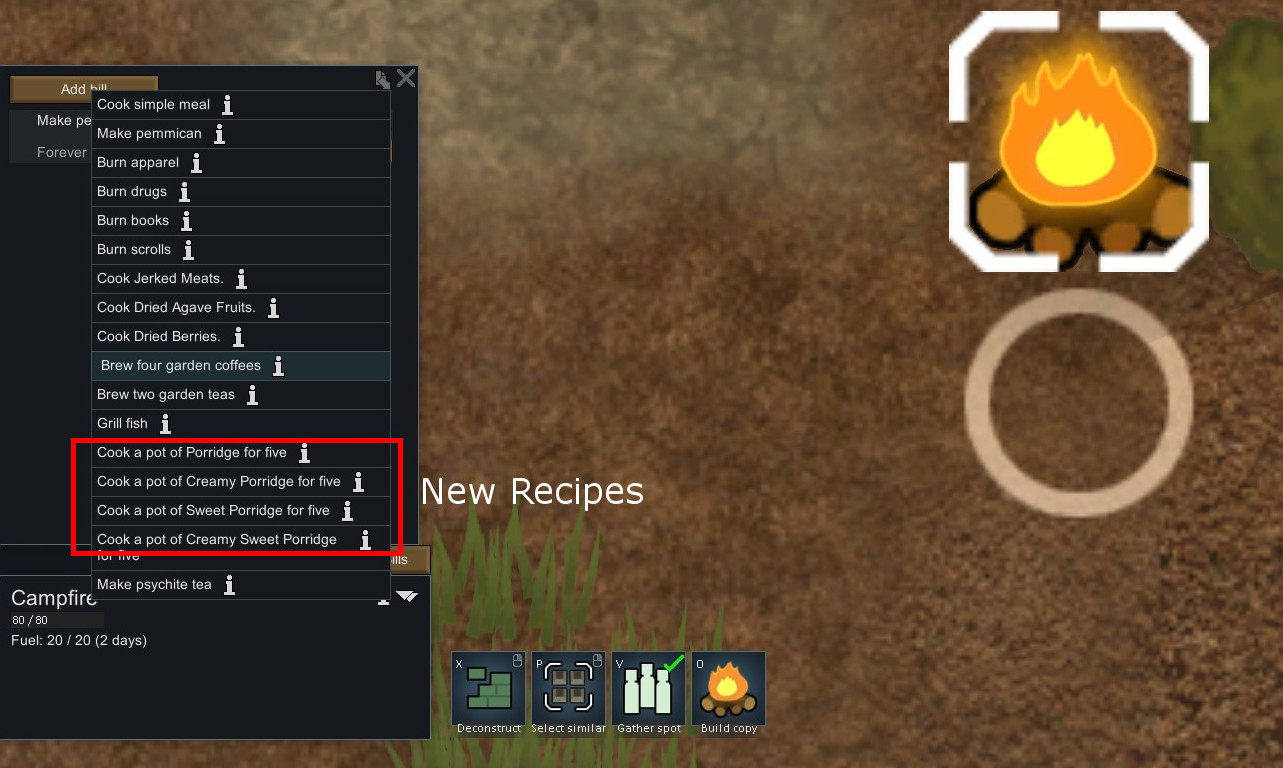 Add bill
Make pe
Forever
Cook simple meal
Make pemmican
Burn apparel
Burn drugs
Burn books
Burn scrolls
Cook Jerked Meats.
Cook Dried Agave Fruits.
Cook Dried Berries.
Brew four garden coffees
Brew two garden teas
Grill fish
Cook a pot of Porridge for five
Cook a pot of Creamy Porridge for five
Cook a pot of Sweet Porridge for five
Cook a pot of Creamy Sweet Porridge
for five
Make psychite tea
New Recipes
ills
Campfire
80 / 80
Fuel: 20 / 20 (2 days)
X
Deconstruct
P
Select similar
V
Gather spot
O
Build copy